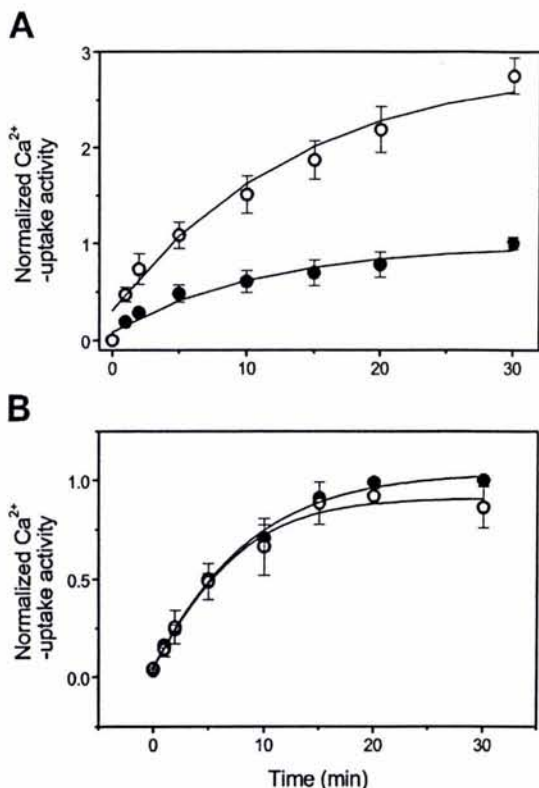 A
Normalized Ca²⁺
-uptake activity
3
2
1
0
0 10 20 30
B
Normalized Ca²⁺
-uptake activity
1.0
0.5
0.0
0 10 20 30
Time (min)